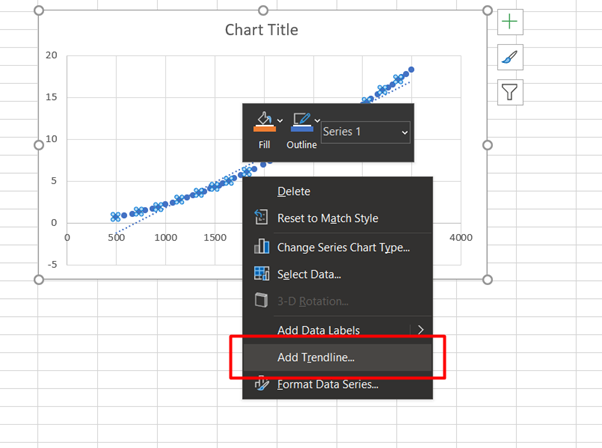 Chart Title
20
15
10
5
0
-5
0 500 1000 1500 4000
Fill Outline Series 1
Delete
Reset to Match Style
Change Series Chart Type...
Select Data...
3-D Rotation...
Add Data Labels
Add Trendline...
Format Data Series...